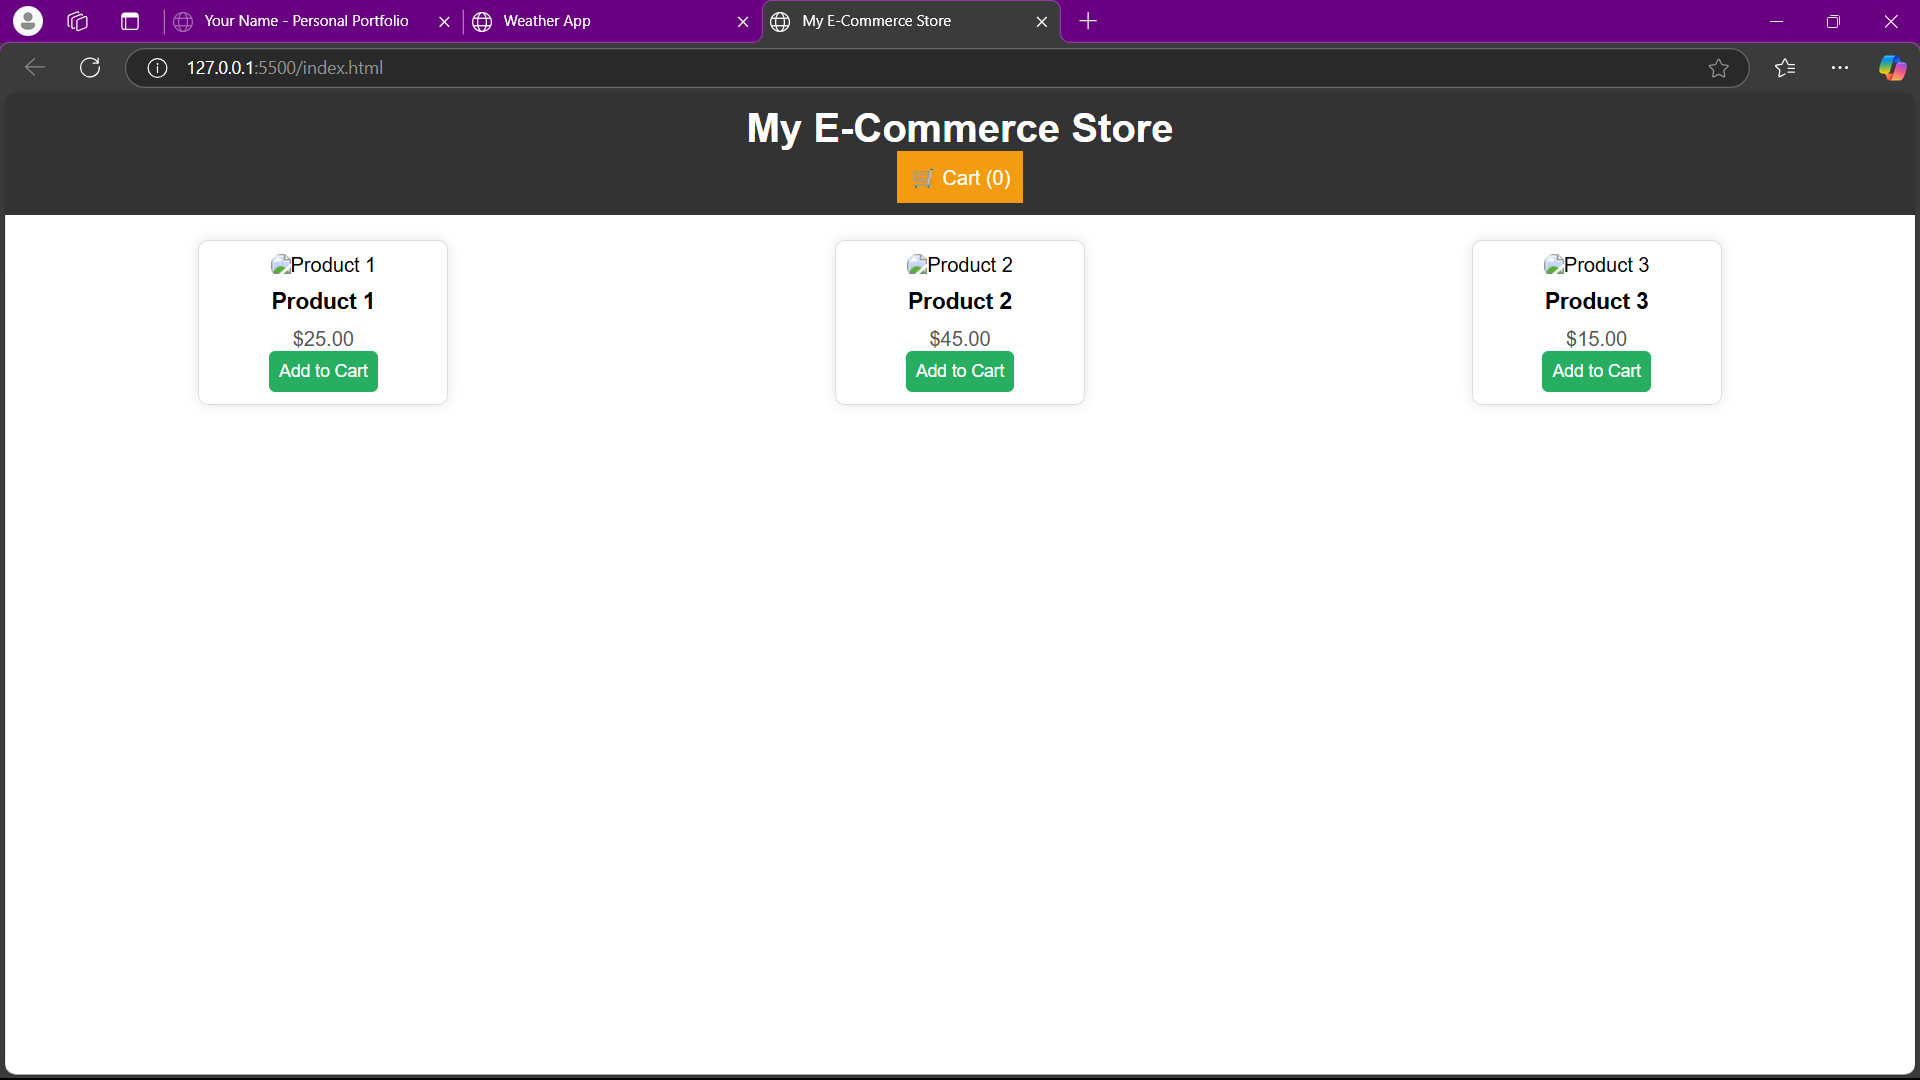 Your Name - Personal Portfolio
Weather App
My E-Commerce Store
127.0.0.1:5500/index.html
My E-Commerce Store
🛒 Cart (0)
Product 1 Product 2 Product 3
Product 1 Product 2 Product 3
$25.00 $45.00 $15.00
Add to Cart Add to Cart Add to Cart